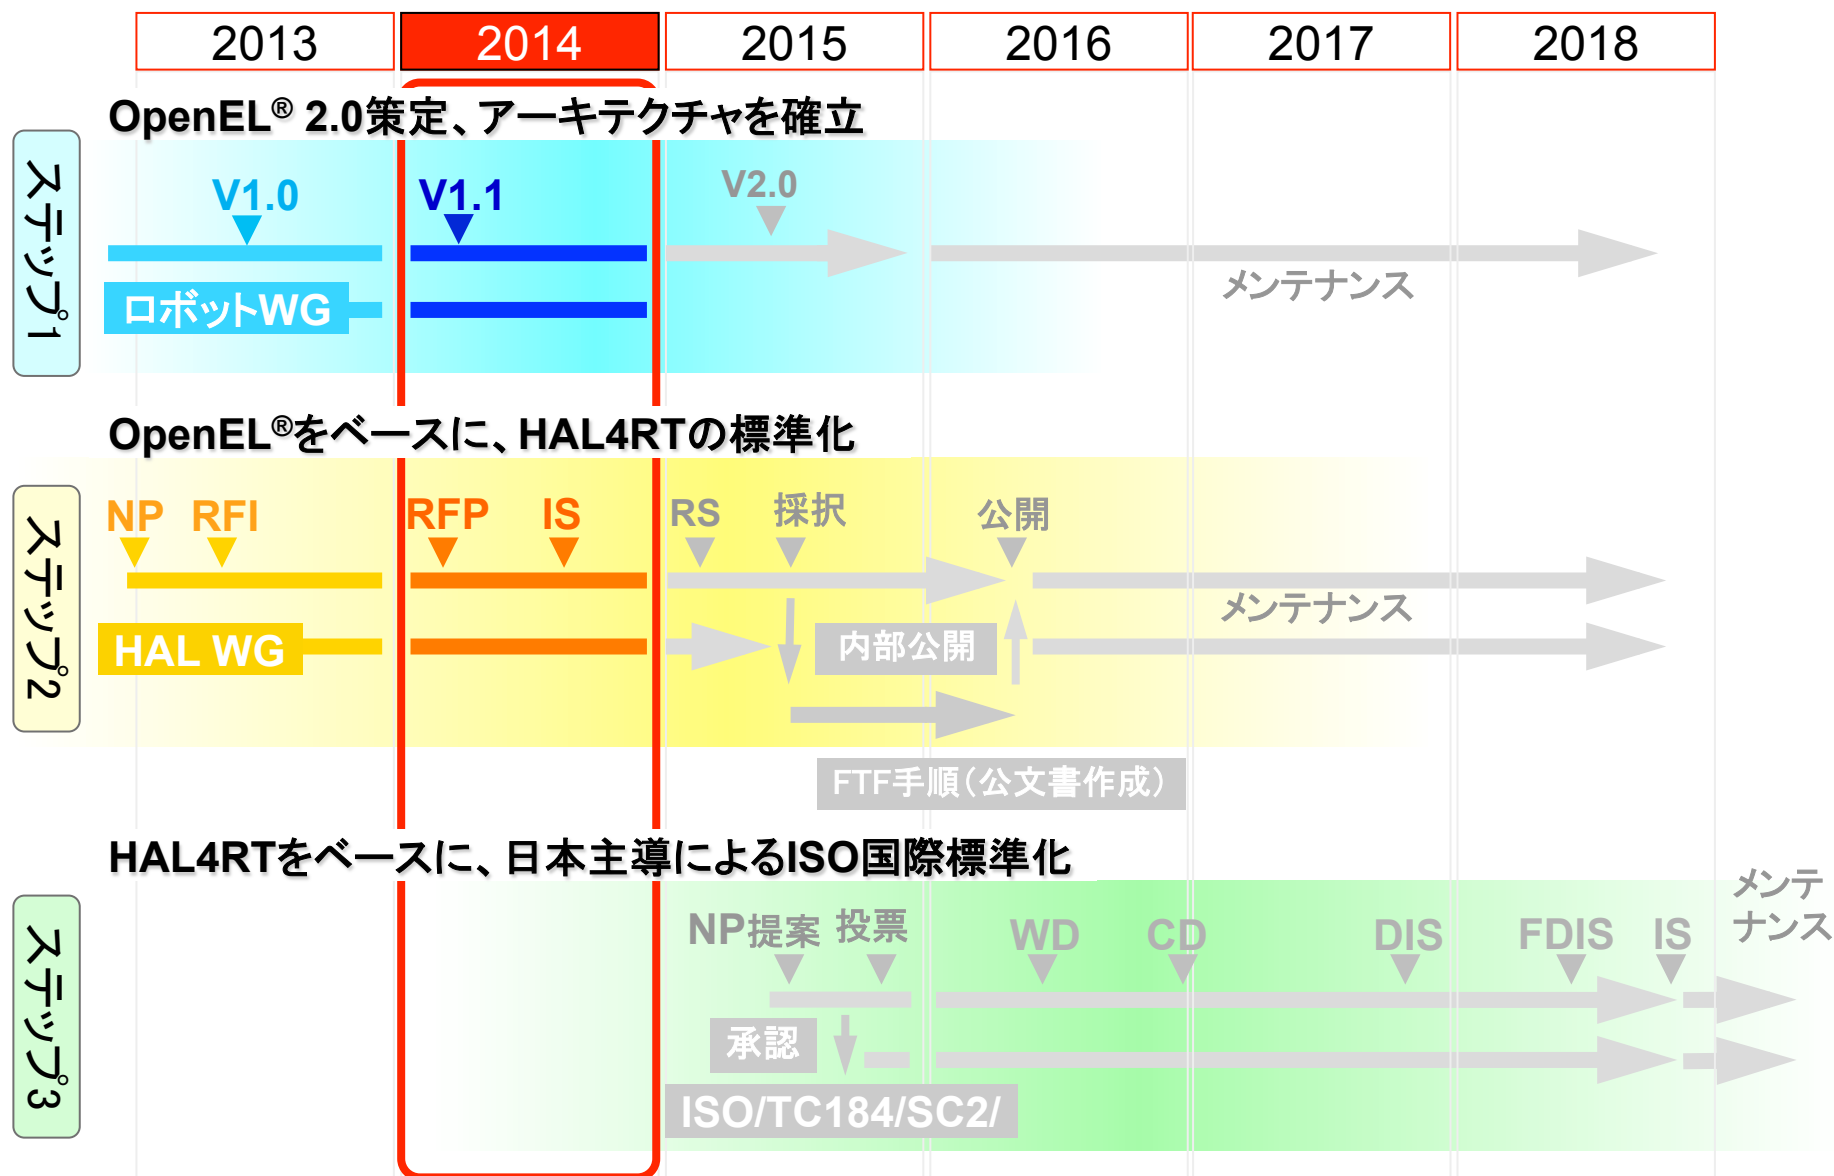 2013
2014
2015
2016
2017
2018
OpenEL® 2.0策定、アーキテクチャを確立
ステップ1
V1.0
V1.1
V2.0
メンテナンス
ロボットWG
OpenEL®をベースに、HAL4RTの標準化
ステップ2
NP
RFI
RFP
IS
RS
採択
公開
メンテナンス
HAL WG
内部公開
FTF手順（公文書作成）
HAL4RTをベースに、日本主導によるISO国際標準化
ステップ3
NP提案
投票
WD
CD
DIS
FDIS
IS
メンテ
ナンス
承認
ISO/TC184/SC2/